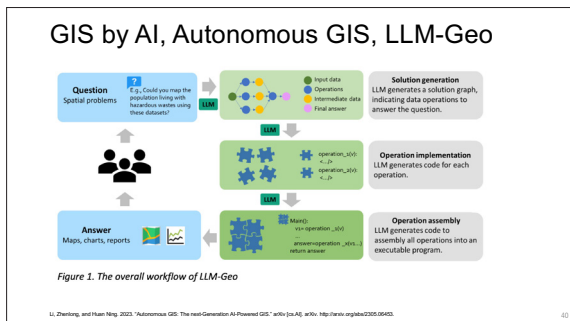 GIS by AI, Autonomous GIS, LLM-Geo
Question
Spatial problems
?
E.g., Could you map the
population living with
hazardous wastes using
these datasets?
LLM
Input data
Operations
Intermediate data
Final answer
Solution generation
LLM generates a solution graph,
indicating data operations to
answer the question.
LLM
operation_1(v):
<...>
operation_2(v):
<...>
Operation implementation
LLM generates code for each
operation.
LLM
Answer
Maps, charts, reports
Main():
v1= operation _1(v)
...
answer=operation _x(v1...)
return answer
Operation assembly
LLM generates code to
assembly all operations into an
executable program.
Figure 1. The overall workflow of LLM-Geo
Li, Zhenlong, and Huan Ning. 2023. "Autonomous GIS: The next-Generation AI-Powered GIS." arXiv [cs.AI]. arXiv. http://arxiv.org/abs/2305.06453.
40